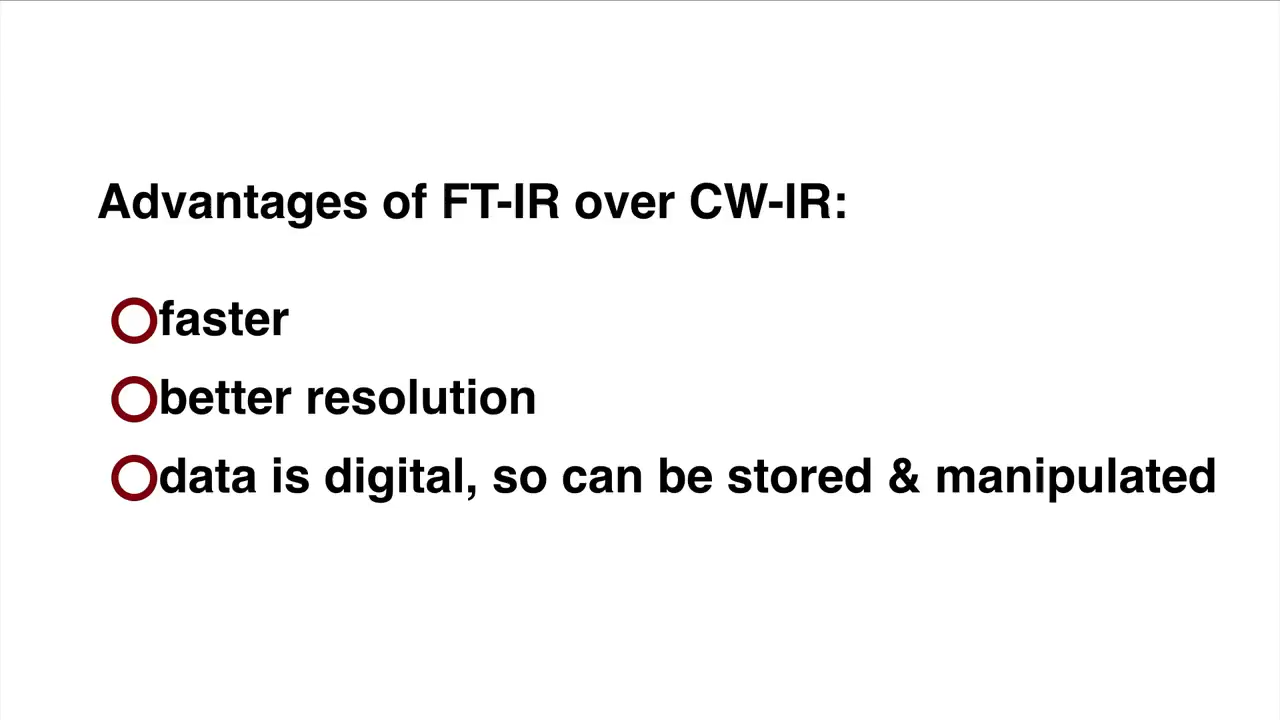 Advantages of FT-IR over CW-IR:
faster
better resolution
data is digital, so can be stored & manipulated